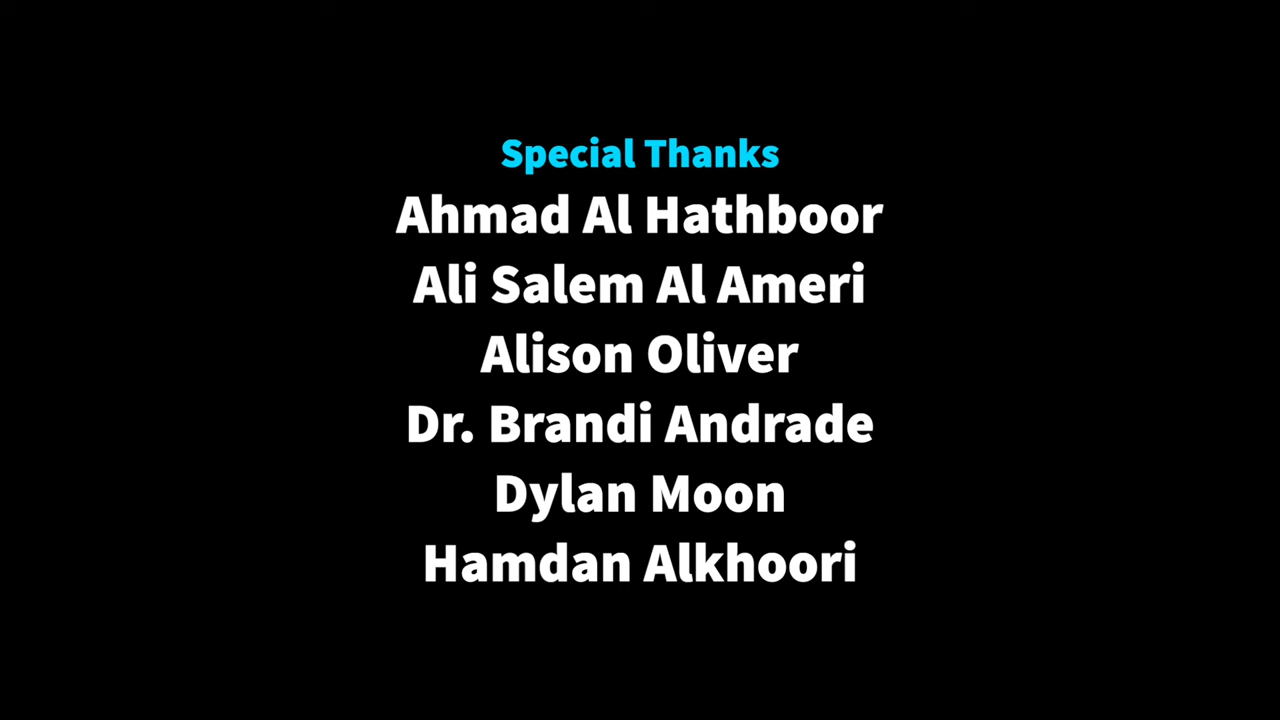 Special Thanks
Ahmad Al Hathboor
Ali Salem Al Ameri
Alison Oliver
Dr. Brandi Andrade
Dylan Moon
Hamdan Alkhoori